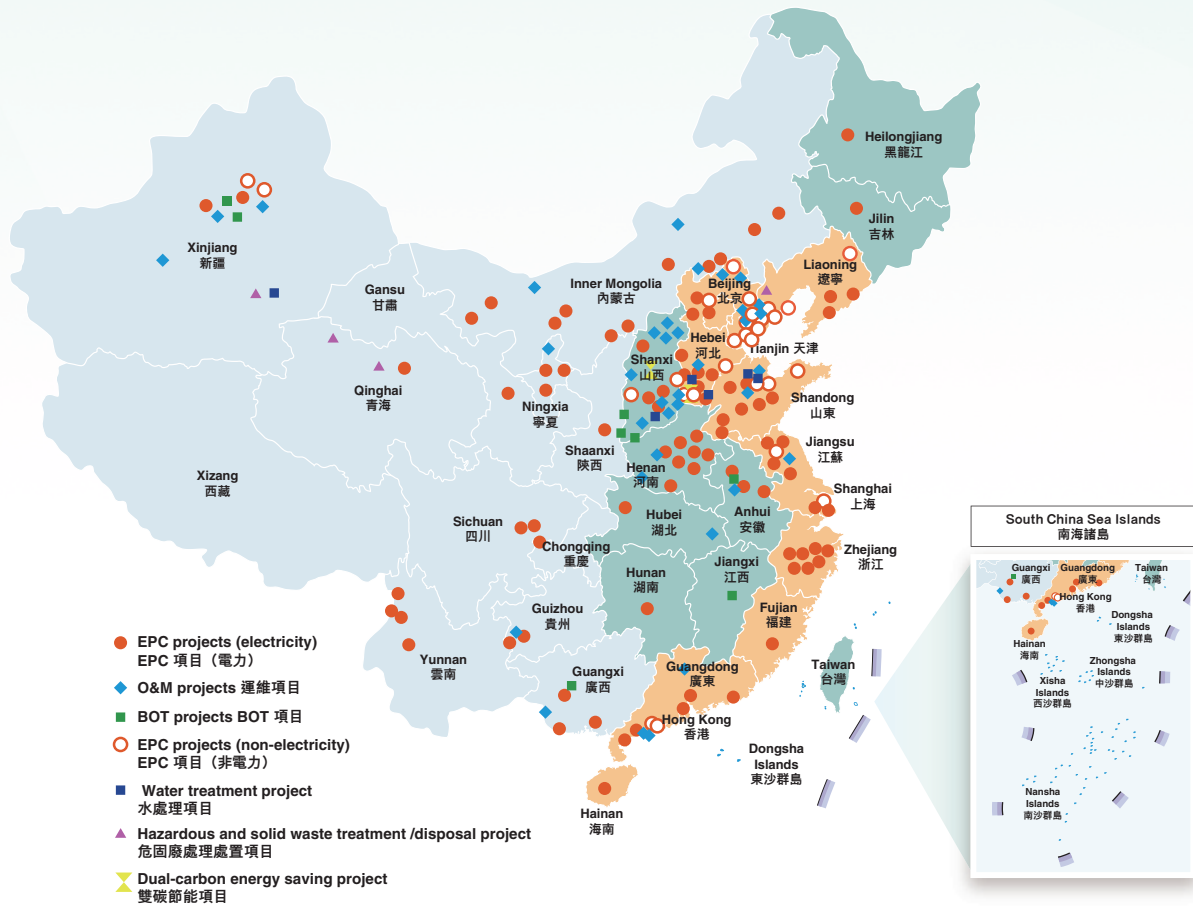 Heilongjiang
黑龍江
Jilin
吉林
Xinjiang
新疆
Liaoning
遼寧
Inner Mongolia
內蒙古
Beijing
北京
Gansu
甘肅
Hebei
河北
Tianjin 天津
Shanxi
山西
Qinghai
青海
Ningxia
寧夏
Shandong
山東
Shaanxi
陝西
Jiangsu
江蘇
Henan
河南
Xizang
西藏
Shanghai
上海
Anhui
安徽
Hubei
湖北
Sichuan
四川
Chongqing
重慶
Zhejiang
浙江
Jiangxi
江西
Hunan
湖南
Guizhou
貴州
Fujian
福建
Yunnan
雲南
Guangxi
廣西
Guangdong
廣東
Taiwan
台灣
Hong Kong
香港
Dongsha
Islands
東沙群島
Hainan
海南
EPC projects (electricity)
EPC 項目（電力）
O&M projects 運維項目
BOT projects BOT 項目
EPC projects (non-electricity)
EPC 項目（非電力）
Water treatment project
水處理項目
Hazardous and solid waste treatment /disposal project
危固廢處理處置項目
Dual-carbon energy saving project
雙碳節能項目
South China Sea Islands
南海諸島
Guangxi
廣西
Guangdong
廣東
Taiwan
台灣
Hong Kong
香港
Dongsha
Islands
東沙群島
Hainan
海南
Zhongsha
Islands
中沙群島
Xisha
Islands
西沙群島
Nansha
Islands
南沙群島